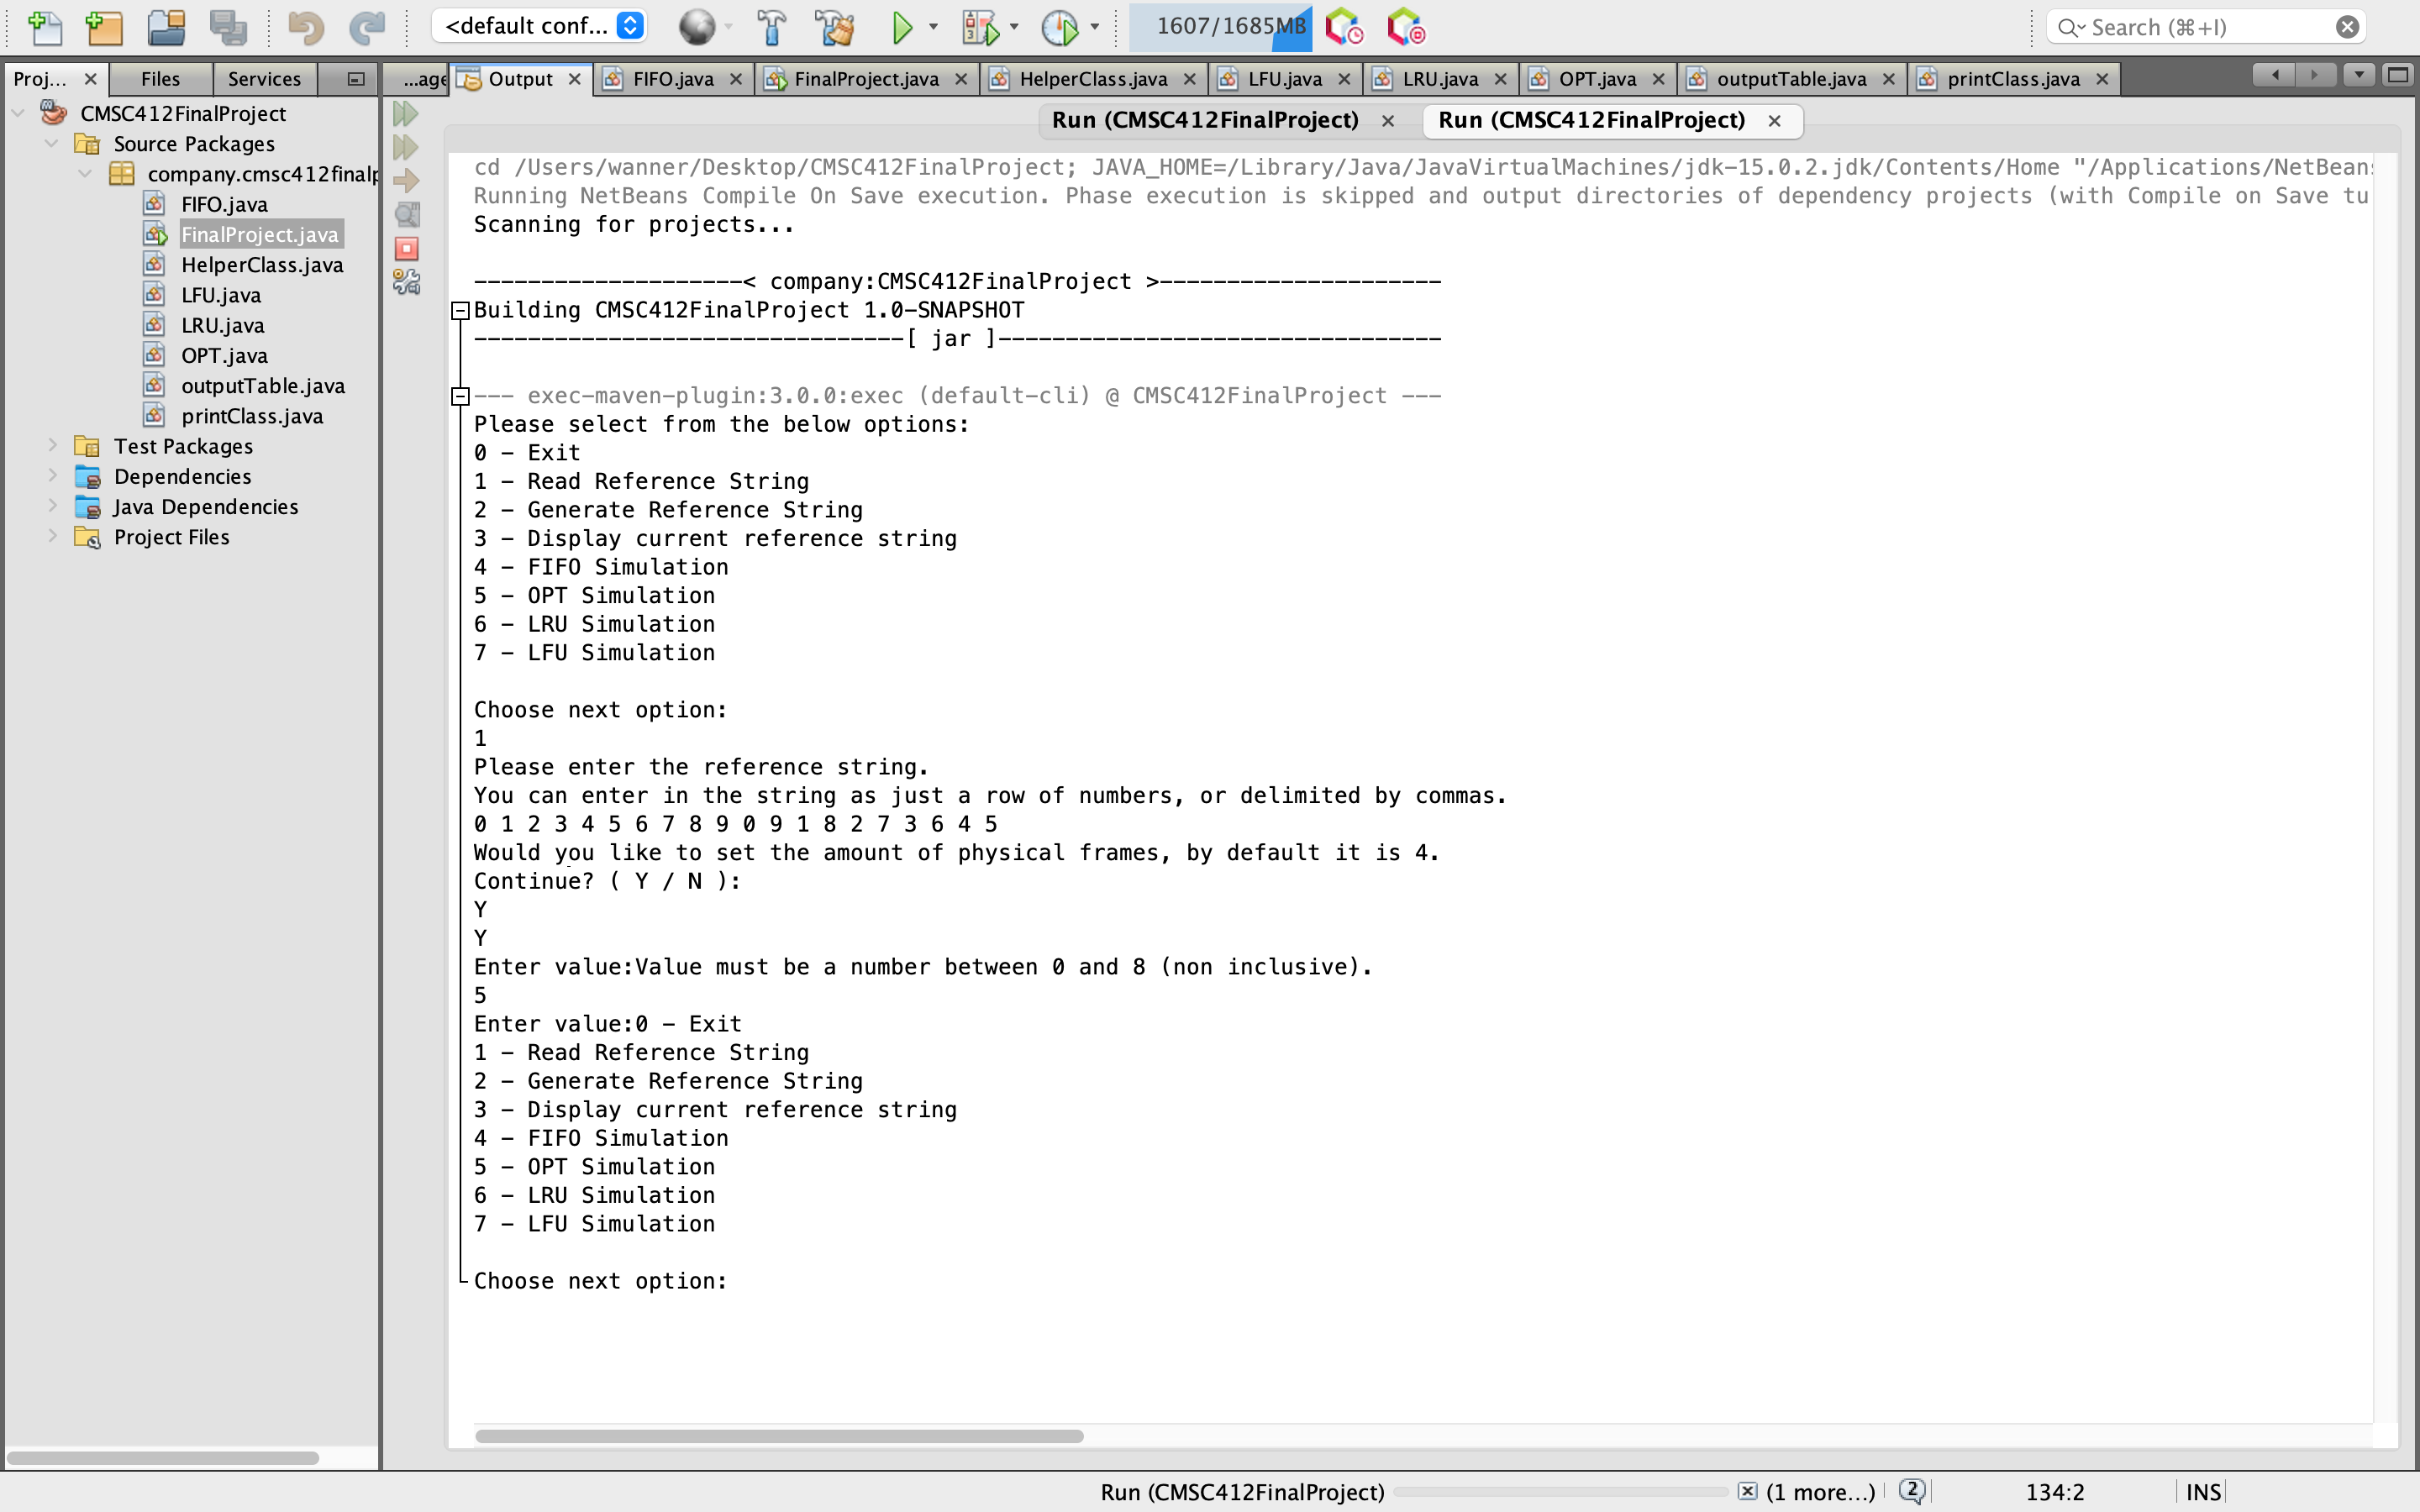 <default conf...
1607/1685MB
Search (⌘+I)
Proj...
Files
Services
...age
Output
FIFO.java
FinalProject.java
HelperClass.java
LFU.java
LRU.java
OPT.java
outputTable.java
printClass.java
CMSC412FinalProject
Source Packages
company.cmsc412finalp
FIFO.java
FinalProject.java
HelperClass.java
LFU.java
LRU.java
OPT.java
outputTable.java
printClass.java
Test Packages
Dependencies
Java Dependencies
Project Files
Run (CMSC412FinalProject)
Run (CMSC412FinalProject)
cd /Users/wanner/Desktop/CMSC412FinalProject; JAVA_HOME=/Library/Java/JavaVirtualMachines/jdk-15.0.2.jdk/Contents/Home "/Applications/NetBeans
Running NetBeans Compile On Save execution. Phase execution is skipped and output directories of dependency projects (with Compile on Save tu
Scanning for projects...
--------------------< company:CMSC412FinalProject >---------------------
Building CMSC412FinalProject 1.0-SNAPSHOT
--------------------------------[ jar ]---------------------------------
--- exec-maven-plugin:3.0.0:exec (default-cli) @ CMSC412FinalProject ---
Please select from the below options:
0 - Exit
1 - Read Reference String
2 - Generate Reference String
3 - Display current reference string
4 - FIFO Simulation
5 - OPT Simulation
6 - LRU Simulation
7 - LFU Simulation
Choose next option:
1
Please enter the reference string.
You can enter in the string as just a row of numbers, or delimited by commas.
0 1 2 3 4 5 6 7 8 9 0 9 1 8 2 7 3 6 4 5
Would you like to set the amount of physical frames, by default it is 4.
Continue? ( Y / N ):
Y
Y
Enter value:Value must be a number between 0 and 8 (non inclusive).
5
Enter value:0 - Exit
1 - Read Reference String
2 - Generate Reference String
3 - Display current reference string
4 - FIFO Simulation
5 - OPT Simulation
6 - LRU Simulation
7 - LFU Simulation
Choose next option:
Run (CMSC412FinalProject)
(1 more...)
2
134:2
INS